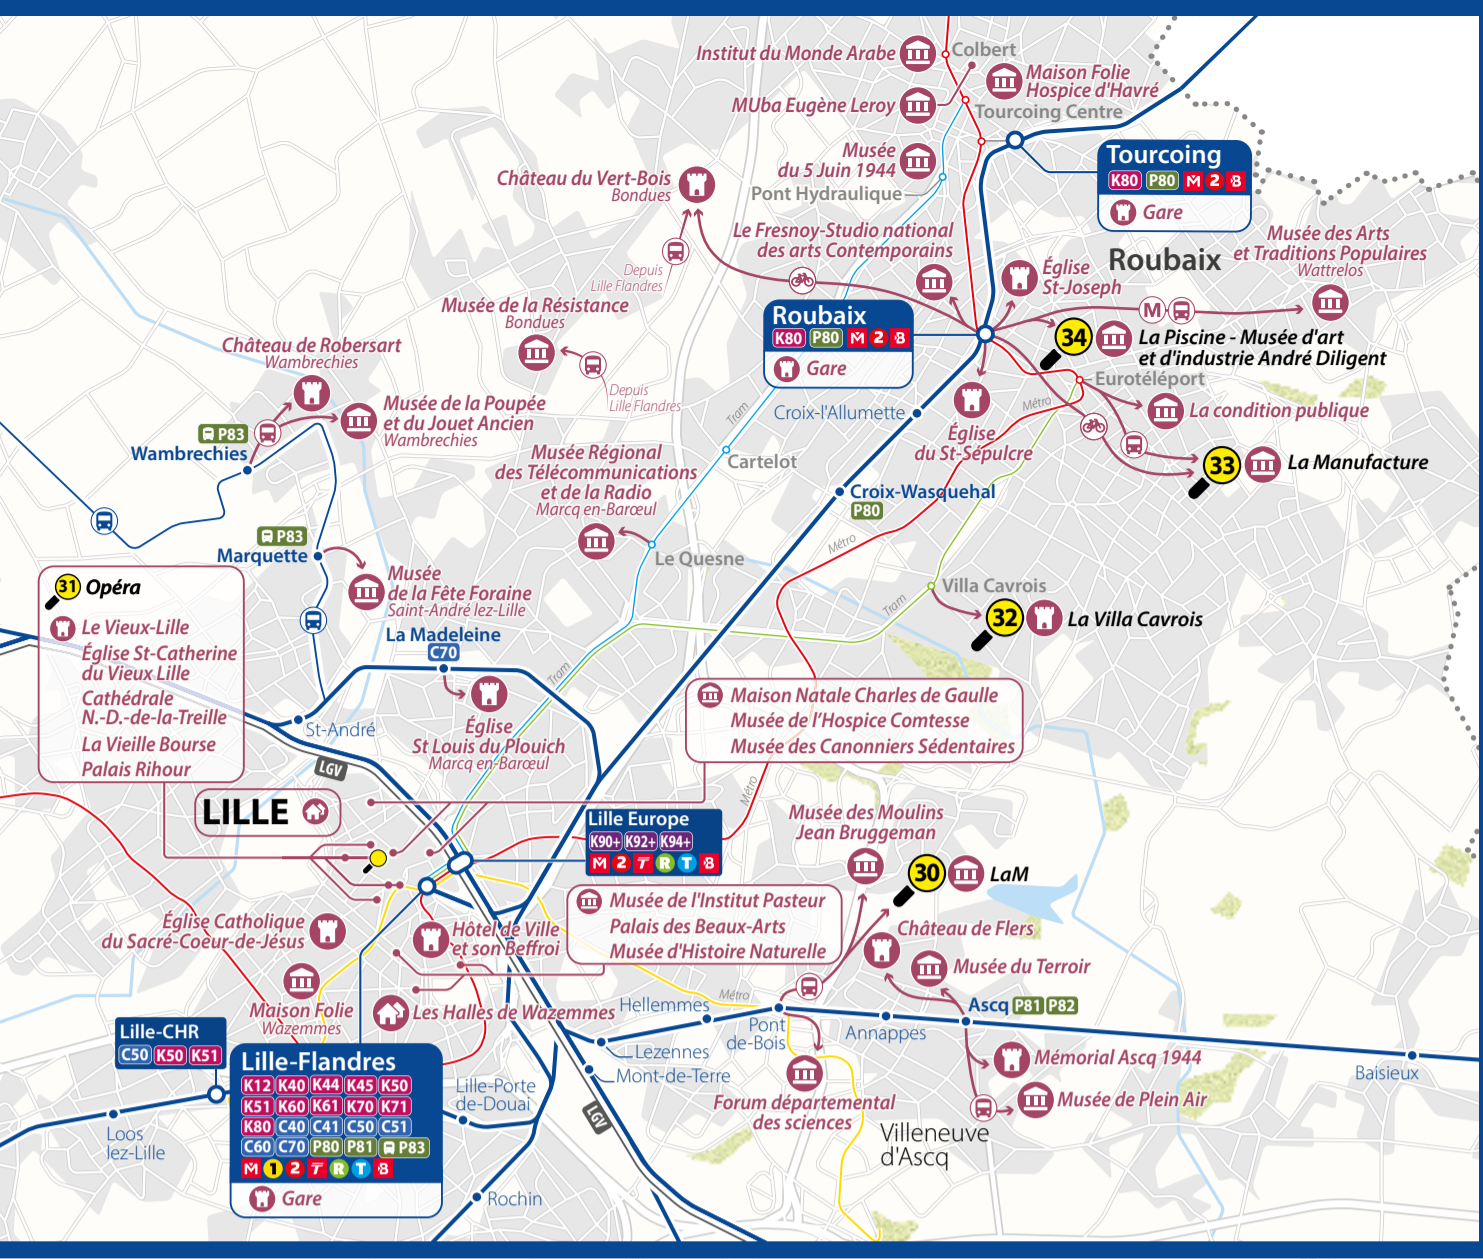 Institut du Monde Arabe
Colbert
Maison Folie
Hospice d'Havré
MUba Eugène Leroy
Tourcoing Centre
Musée
du 5 Juin 1944
Pont Hydraulique
Tourcoing
K80 P80 M 2 B
Gare
Château du Vert-Bois
Bondues
Depuis
Lille Flandres
Le Fresnoy-Studio national
des arts Contemporains
Église
St-Joseph
Roubaix
Musée des Arts
et Traditions Populaires
Wattrelos
M
Musée de la Résistance
Bondues
Depuis
Lille Flandres
Roubaix
K80 P80 M 2 B
Gare
34
La Piscine - Musée d'art
et d'industrie André Diligent
Eurotéléport
La condition publique
Château de Robersart
Wambrechies
Musée de la Poupée
et du Jouet Ancien
Wambrechies
P83
Wambrechies
Tram
Croix-l'Allumette
Métro
Église
du St-Sépulcre
33
La Manufacture
Musée Régional
des Télécommunications
et de la Radio
Marcq en-Barœul
Cartelot
Croix-Wasquehal
P80
Le Quesne
Métro
P83
Marquette
Musée
de la Fête Foraine
Saint-André lez-Lille
Villa Cavrois
Tram
32
La Villa Cavrois
31 Opéra
Le Vieux-Lille
Église St-Catherine
du Vieux Lille
Cathédrale
N.-D.-de-la-Treille
La Vieille Bourse
Palais Rihour
La Madeleine
C70
Tram
St-André
Église
St Louis du Plouich
Marcq en-Barœul
LGV
Maison Natale Charles de Gaulle
Musée de l'Hospice Comtesse
Musée des Canonniers Sédentaires
Métro
LILLE
Lille Europe
K90+ K92+ K94+
M 2 T R T B
Musée des Moulins
Jean Bruggeman
30
LaM
Musée de l'Institut Pasteur
Palais des Beaux-Arts
Musée d'Histoire Naturelle
Église Catholique
du Sacré-Coeur-de-Jésus
Hôtel de Ville
et son Beffroi
Château de Flers
Musée du Terroir
Maison Folie
Wazemmes
Les Halles de Wazemmes
Hellemmes
Métro
Pont
de-Bois
Annappes
Ascq P81 P82
Lille-CHR
C50 K50 K51
Lezennes
Mont-de-Terre
Mémorial Ascq 1944
Baisieux
Musée de Plein Air
Forum départemental
des sciences
Villeneuve
d'Ascq
Lille-Flandres
K12 K40 K44 K45 K50
K51 K60 K61 K70 K71
K80 C40 C41 C50 C51
C60 C70 P80 P81 P83
M 1 2 T R T B
Gare
Lille-Porte
de-Douai
LGV
Loos
lez-Lille
Rochin